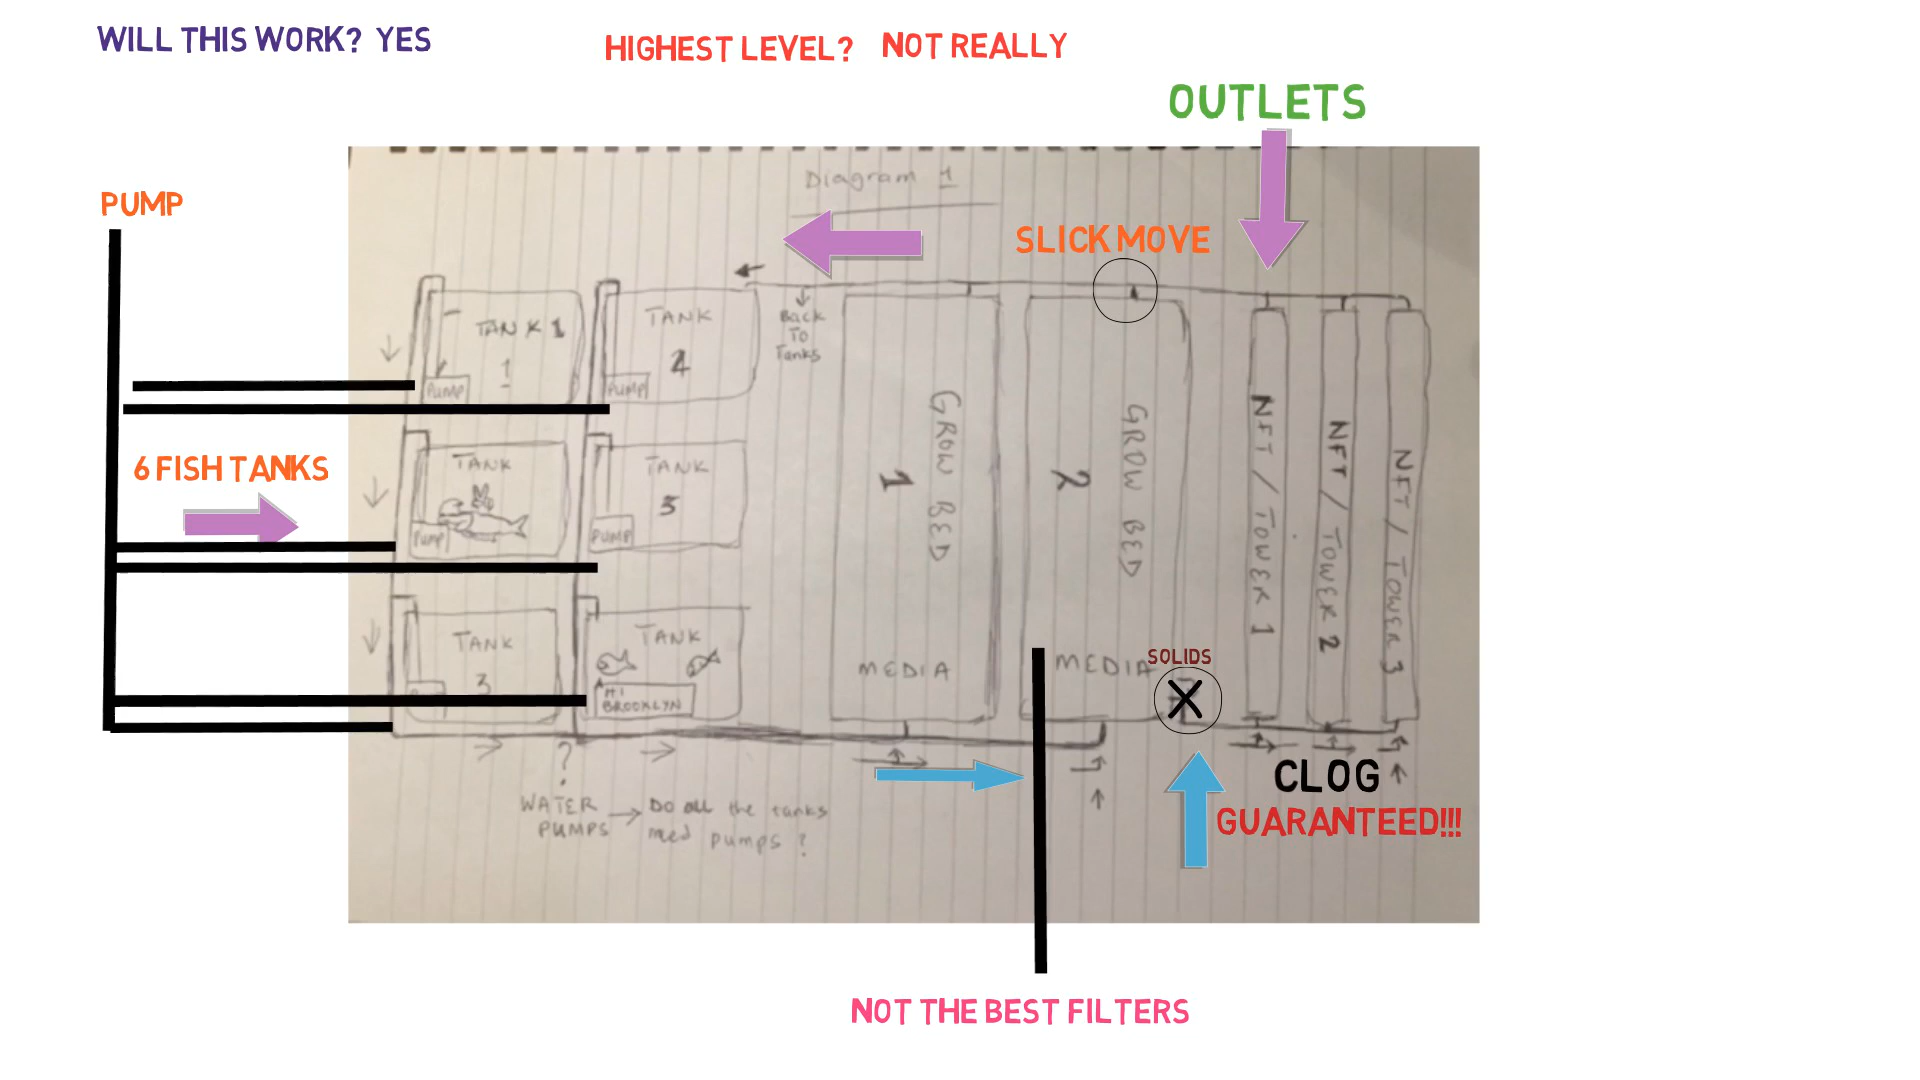 WILL THIS WORK? YES
HIGHEST LEVEL? NOT REALLY
OUTLETS
Diagram 1
PUMP
SLICK MOVE
TANK 1
1
PUMP
TANK
4
PUMP
Back
To
Tanks
6 FISH TANKS
TANK
PUMP
TANK
5
PUMP
TANK
3
TANK
HI
BROOKLYN
GROW BED
1
MEDIA
GROW BED
2
MEDIA
SOLIDS
X
NFT / TOWER 1
NFT / TOWER 2
NFT / TOWER 3
?
WATER
PUMPS
Do all the tanks
need pumps ?
CLOG
GUARANTEED!!!
NOT THE BEST FILTERS